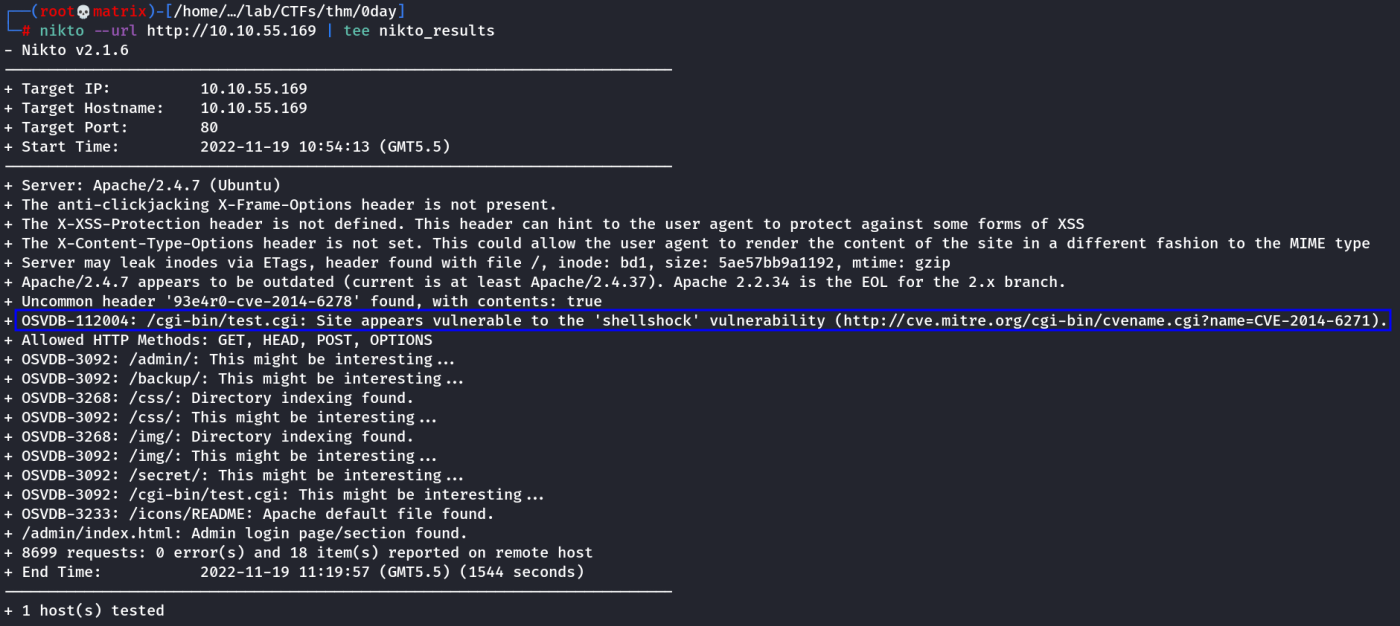 ┌──(root💀matrix)-[/home/…/lab/CTFs/thm/0day]
└─# nikto --url http://10.10.55.169 | tee nikto_results
- Nikto v2.1.6
---------------------------------------------------------------------------
+ Target IP:          10.10.55.169
+ Target Hostname:    10.10.55.169
+ Target Port:        80
+ Start Time:         2022-11-19 10:54:13 (GMT5.5)
---------------------------------------------------------------------------
+ Server: Apache/2.4.7 (Ubuntu)
+ The anti-clickjacking X-Frame-Options header is not present.
+ The X-XSS-Protection header is not defined. This header can hint to the user agent to protect against some forms of XSS
+ The X-Content-Type-Options header is not set. This could allow the user agent to render the content of the site in a different fashion to the MIME type
+ Server may leak inodes via ETags, header found with file /, inode: bd1, size: 5ae57bb9a1192, mtime: gzip
+ Apache/2.4.7 appears to be outdated (current is at least Apache/2.4.37). Apache 2.2.34 is the EOL for the 2.x branch.
+ Uncommon header '93e4r0-cve-2014-6278' found, with contents: true
+ OSVDB-112004: /cgi-bin/test.cgi: Site appears vulnerable to the 'shellshock' vulnerability (http://cve.mitre.org/cgi-bin/cvename.cgi?name=CVE-2014-6271).
+ Allowed HTTP Methods: GET, HEAD, POST, OPTIONS
+ OSVDB-3092: /admin/: This might be interesting...
+ OSVDB-3092: /backup/: This might be interesting...
+ OSVDB-3268: /css/: Directory indexing found.
+ OSVDB-3092: /css/: This might be interesting...
+ OSVDB-3268: /img/: Directory indexing found.
+ OSVDB-3092: /img/: This might be interesting...
+ OSVDB-3092: /secret/: This might be interesting...
+ OSVDB-3092: /cgi-bin/test.cgi: This might be interesting...
+ OSVDB-3233: /icons/README: Apache default file found.
+ /admin/index.html: Admin login page/section found.
+ 8699 requests: 0 error(s) and 18 item(s) reported on remote host
+ End Time:           2022-11-19 11:19:57 (GMT5.5) (1544 seconds)
---------------------------------------------------------------------------
+ 1 host(s) tested